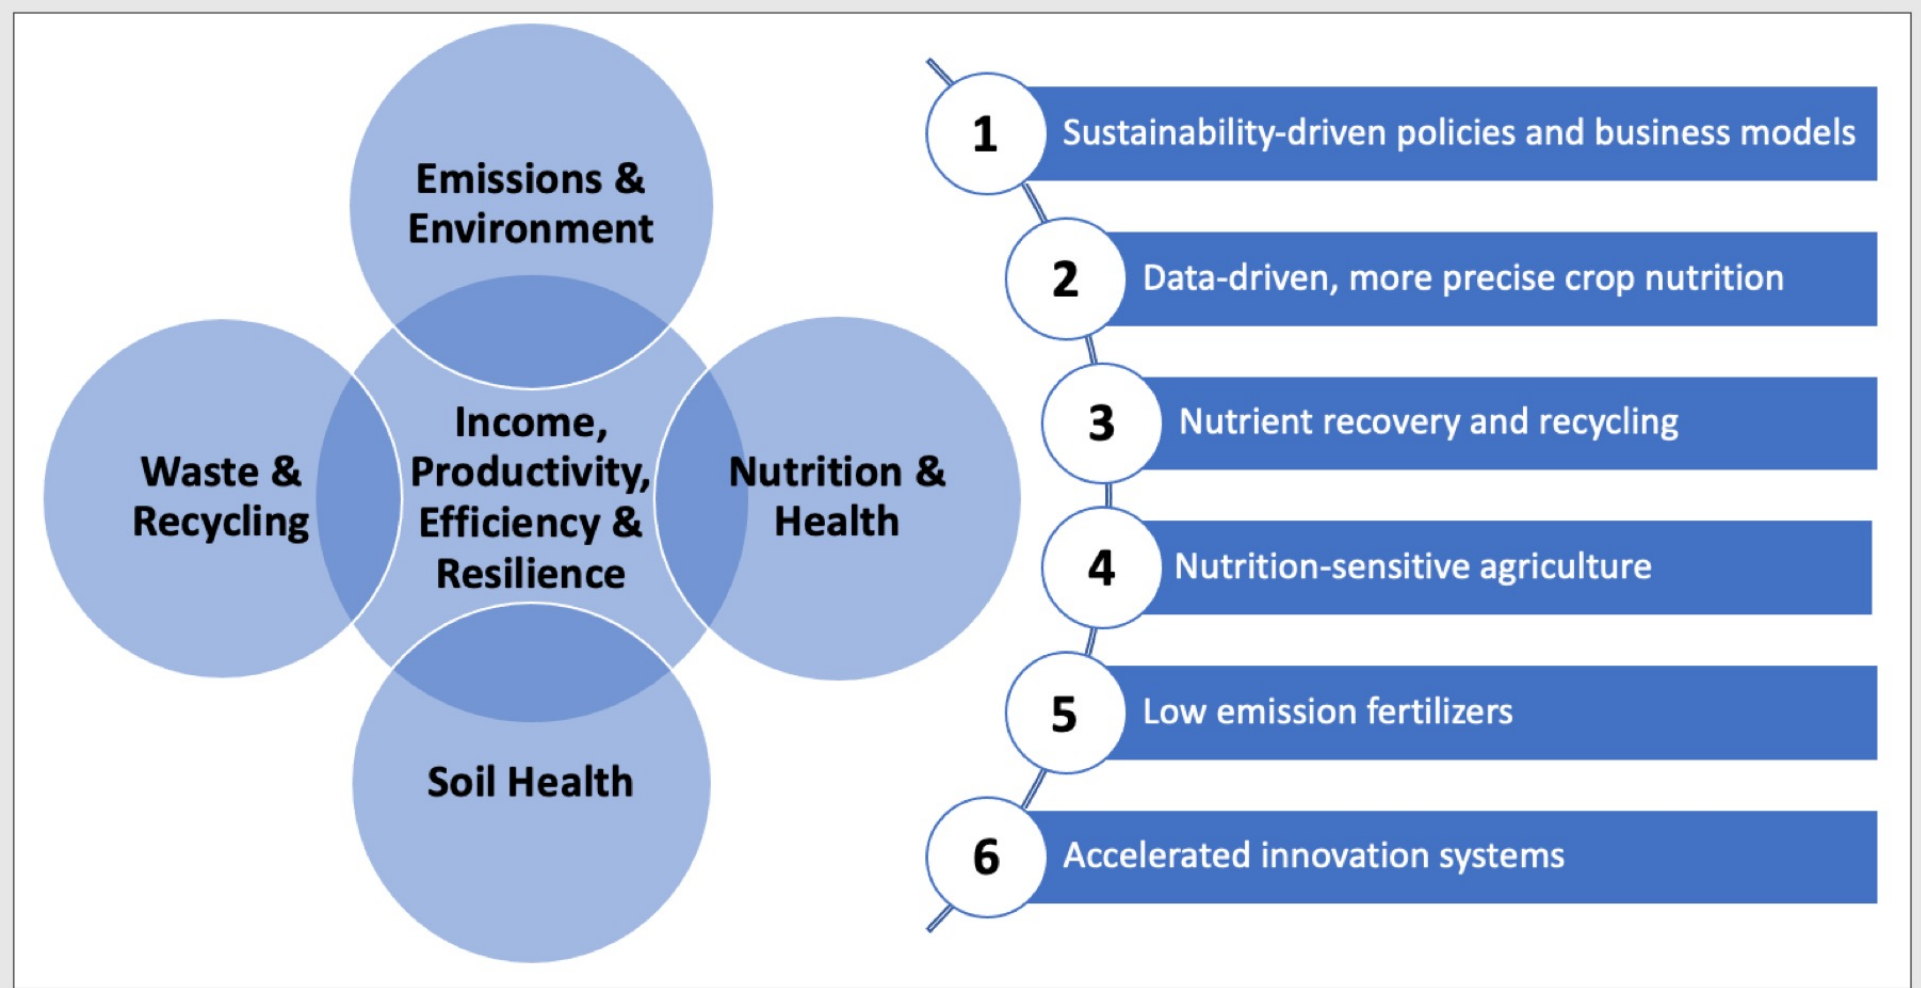 Emissions &
Environment
Waste &
Recycling
Income,
Productivity,
Efficiency &
Resilience
Nutrition &
Health
Soil Health
1
Sustainability-driven policies and business models
2
Data-driven, more precise crop nutrition
3
Nutrient recovery and recycling
4
Nutrition-sensitive agriculture
5
Low emission fertilizers
6
Accelerated innovation systems